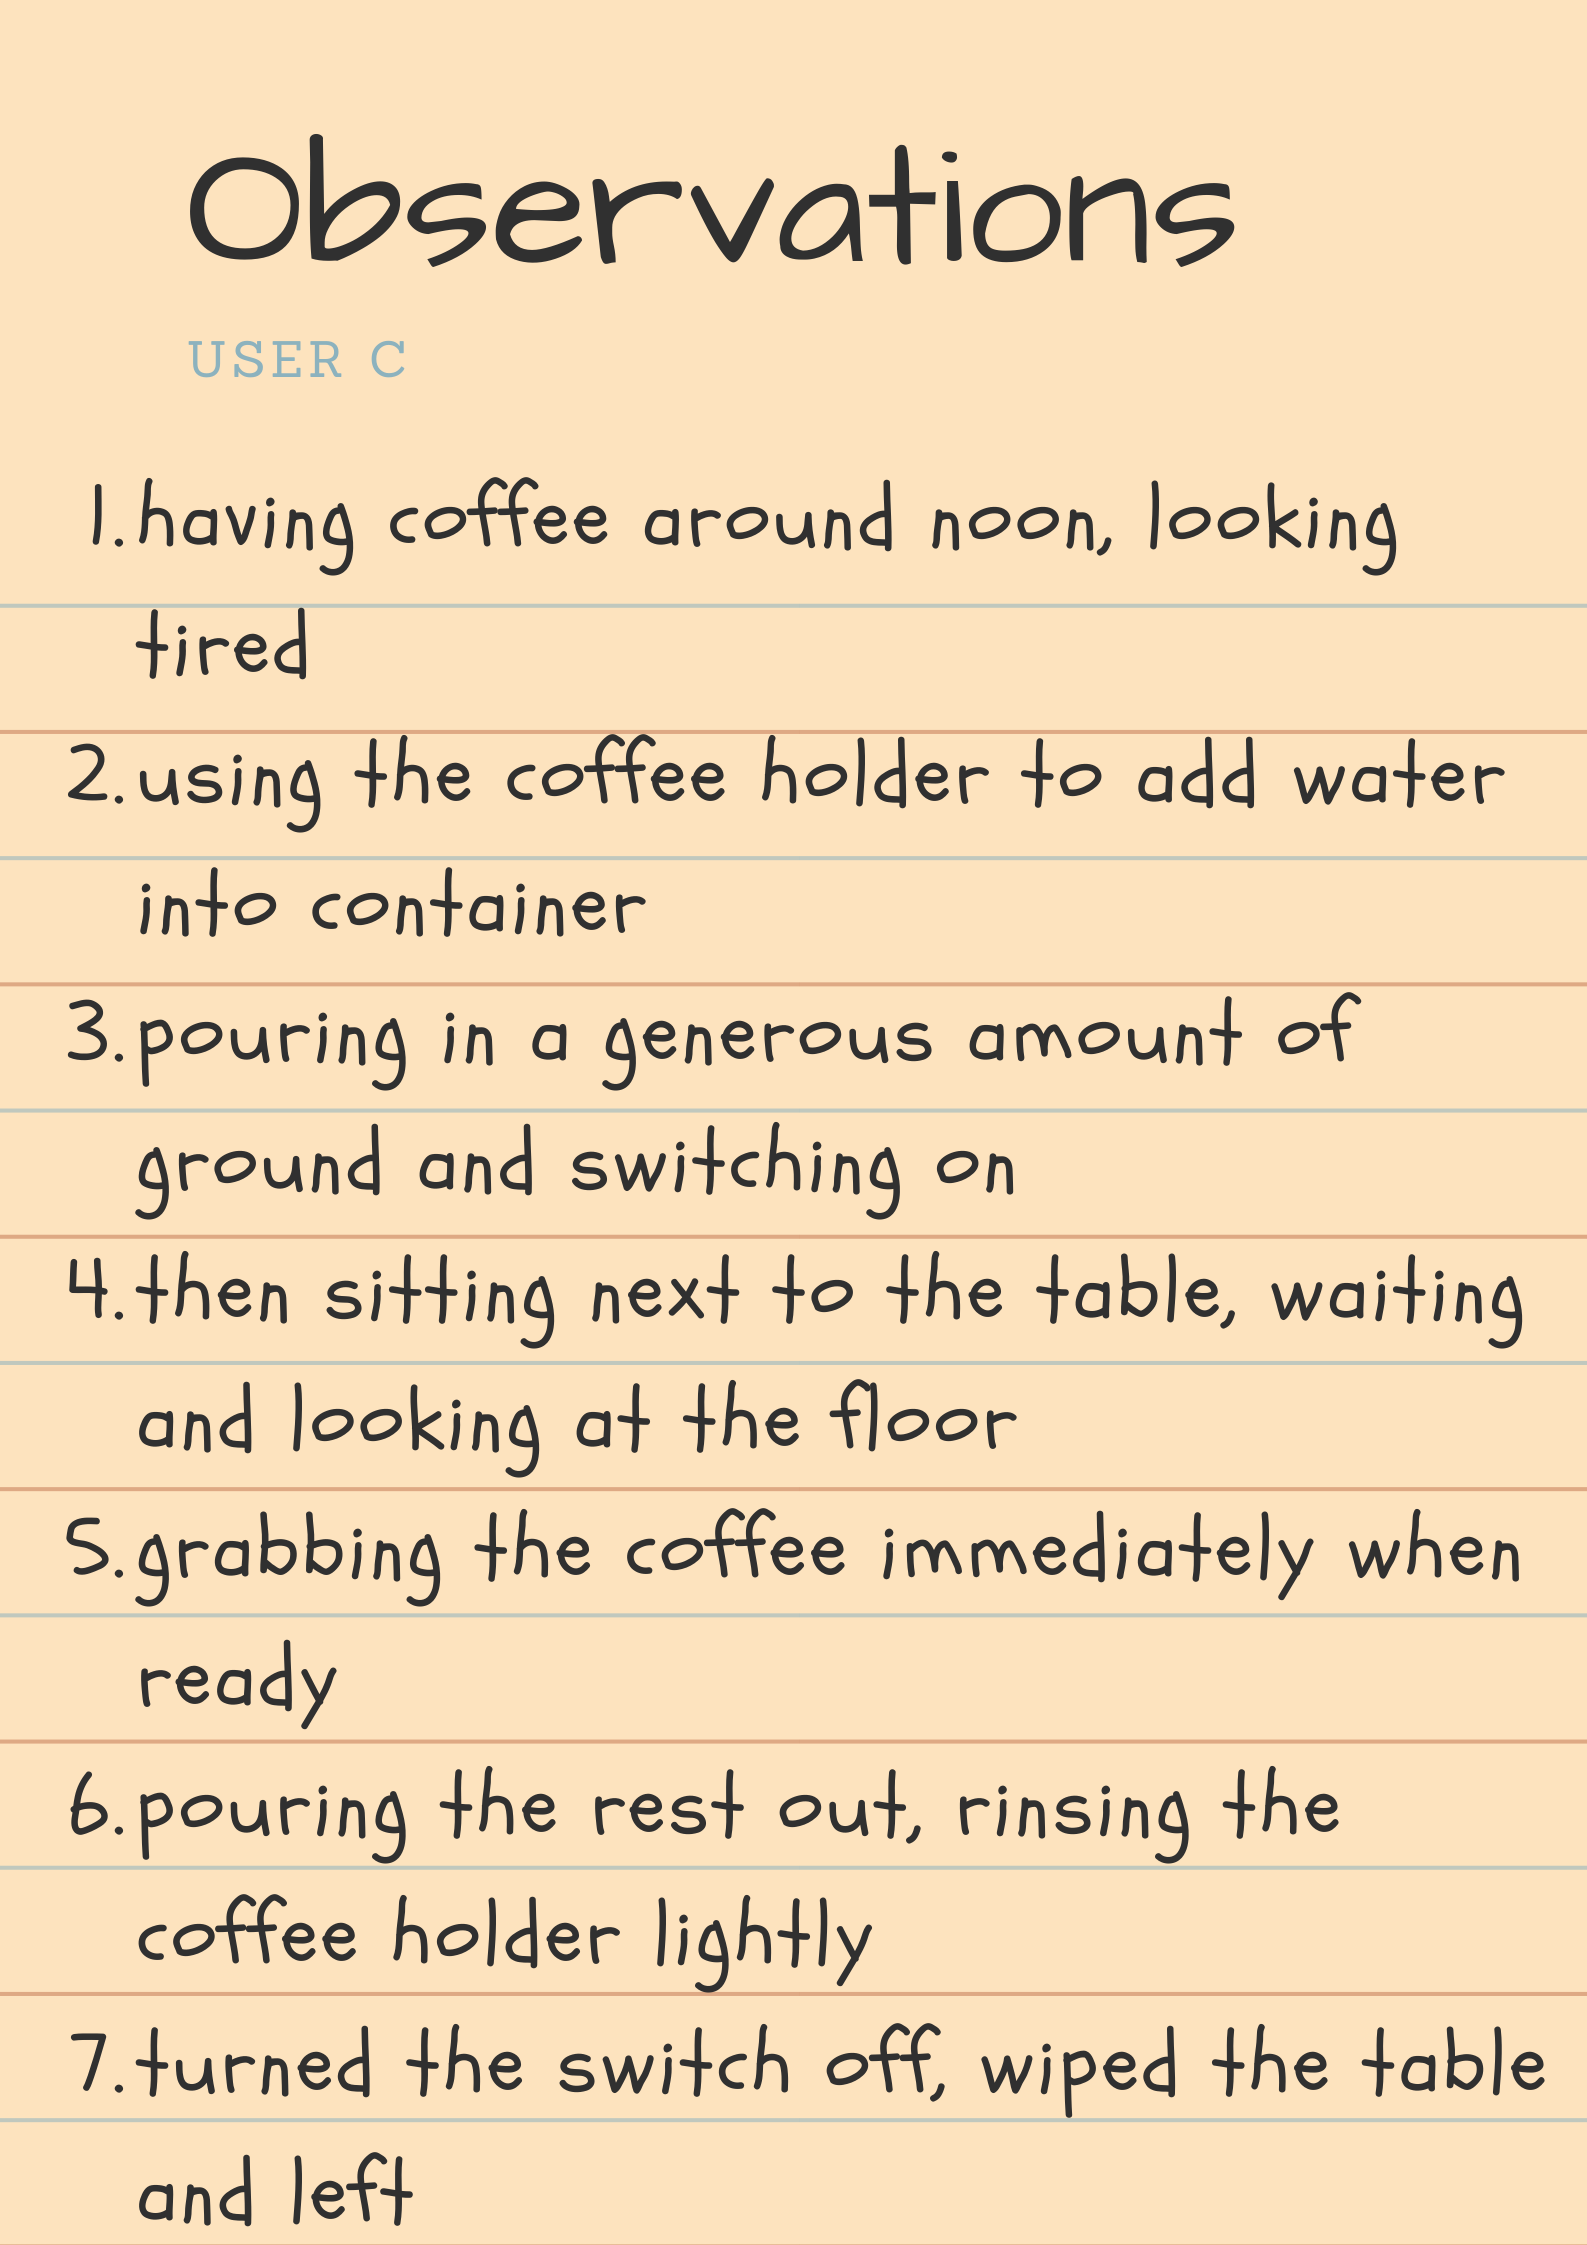 Observations
USER C
1. having coffee around noon, looking
tired
2. using the coffee holder to add water
into container
3. pouring in a generous amount of
ground and switching on
4. then sitting next to the table, waiting
and looking at the floor
5. grabbing the coffee immediately when
ready
6. pouring the rest out, rinsing the
coffee holder lightly
7. turned the switch off, wiped the table
and left